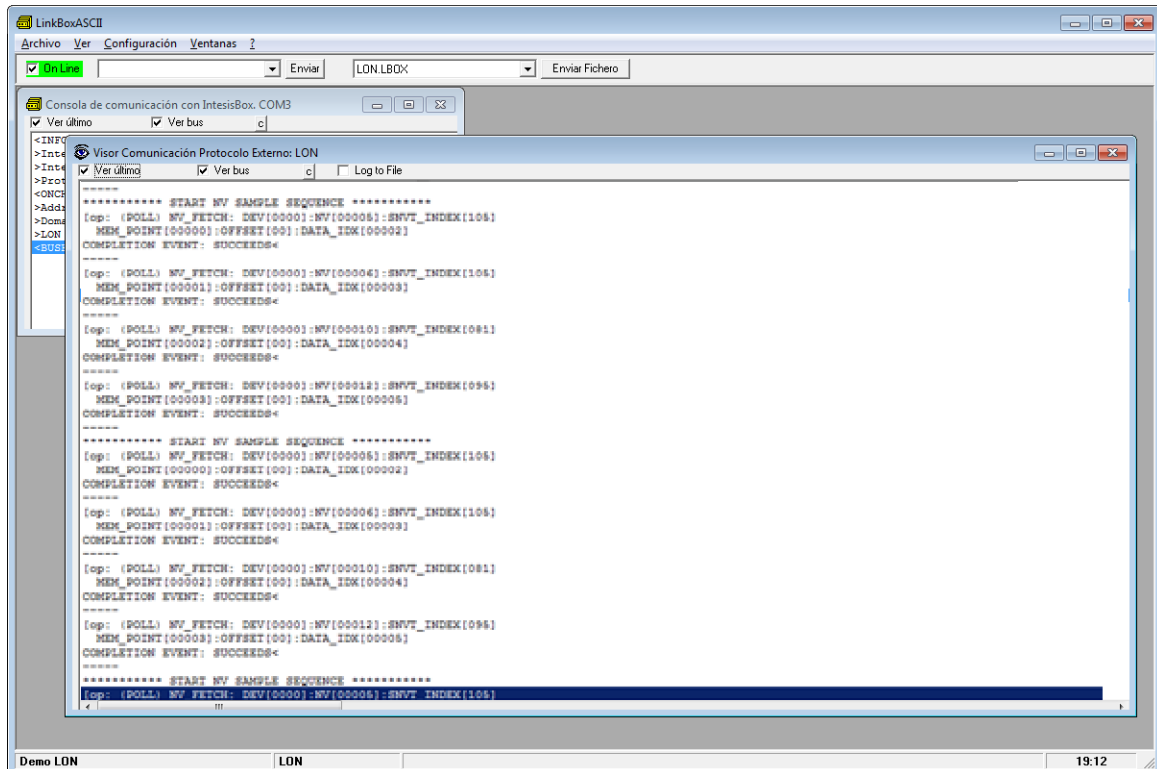 LinkBoxASCII
Archivo Ver Configuración Ventanas ?
On Line Enviar LON.LBOX Enviar Fichero
Consola de comunicación con IntesisBox. COM3
Ver último Ver bus c
<INFO
>Inte
>Inte
>Prot
<ONCH
>Addr
>Doma
>LON
<BUSE
Visor Comunicación Protocolo Externo: LON
Ver último Ver bus c Log to File
-----
*********** START NV SAMPLE SEQUENCE ***********
[op: (POLL) NV_FETCH: DEV[0000]:NV[00005]:SNVT_INDEX[105]
MEM_POINT[00000]:OFFSET[00]:DATA_IDX[00002]
COMPLETION EVENT: SUCCEEDS<
-----
[op: (POLL) NV_FETCH: DEV[0000]:NV[00006]:SNVT_INDEX[105]
MEM_POINT[00001]:OFFSET[00]:DATA_IDX[00003]
COMPLETION EVENT: SUCCEEDS<
-----
[op: (POLL) NV_FETCH: DEV[0000]:NV[00010]:SNVT_INDEX[081]
MEM_POINT[00002]:OFFSET[00]:DATA_IDX[00004]
COMPLETION EVENT: SUCCEEDS<
-----
[op: (POLL) NV_FETCH: DEV[0000]:NV[00012]:SNVT_INDEX[095]
MEM_POINT[00003]:OFFSET[00]:DATA_IDX[00005]
COMPLETION EVENT: SUCCEEDS<
-----
*********** START NV SAMPLE SEQUENCE ***********
[op: (POLL) NV_FETCH: DEV[0000]:NV[00005]:SNVT_INDEX[105]
MEM_POINT[00000]:OFFSET[00]:DATA_IDX[00002]
COMPLETION EVENT: SUCCEEDS<
-----
[op: (POLL) NV_FETCH: DEV[0000]:NV[00006]:SNVT_INDEX[105]
MEM_POINT[00001]:OFFSET[00]:DATA_IDX[00003]
COMPLETION EVENT: SUCCEEDS<
-----
[op: (POLL) NV_FETCH: DEV[0000]:NV[00010]:SNVT_INDEX[081]
MEM_POINT[00002]:OFFSET[00]:DATA_IDX[00004]
COMPLETION EVENT: SUCCEEDS<
-----
[op: (POLL) NV_FETCH: DEV[0000]:NV[00012]:SNVT_INDEX[095]
MEM_POINT[00003]:OFFSET[00]:DATA_IDX[00005]
COMPLETION EVENT: SUCCEEDS<
-----
*********** START NV SAMPLE SEQUENCE ***********
[op: (POLL) NV_FETCH: DEV[0000]:NV[00005]:SNVT_INDEX[105]
Demo LON LON 19:12